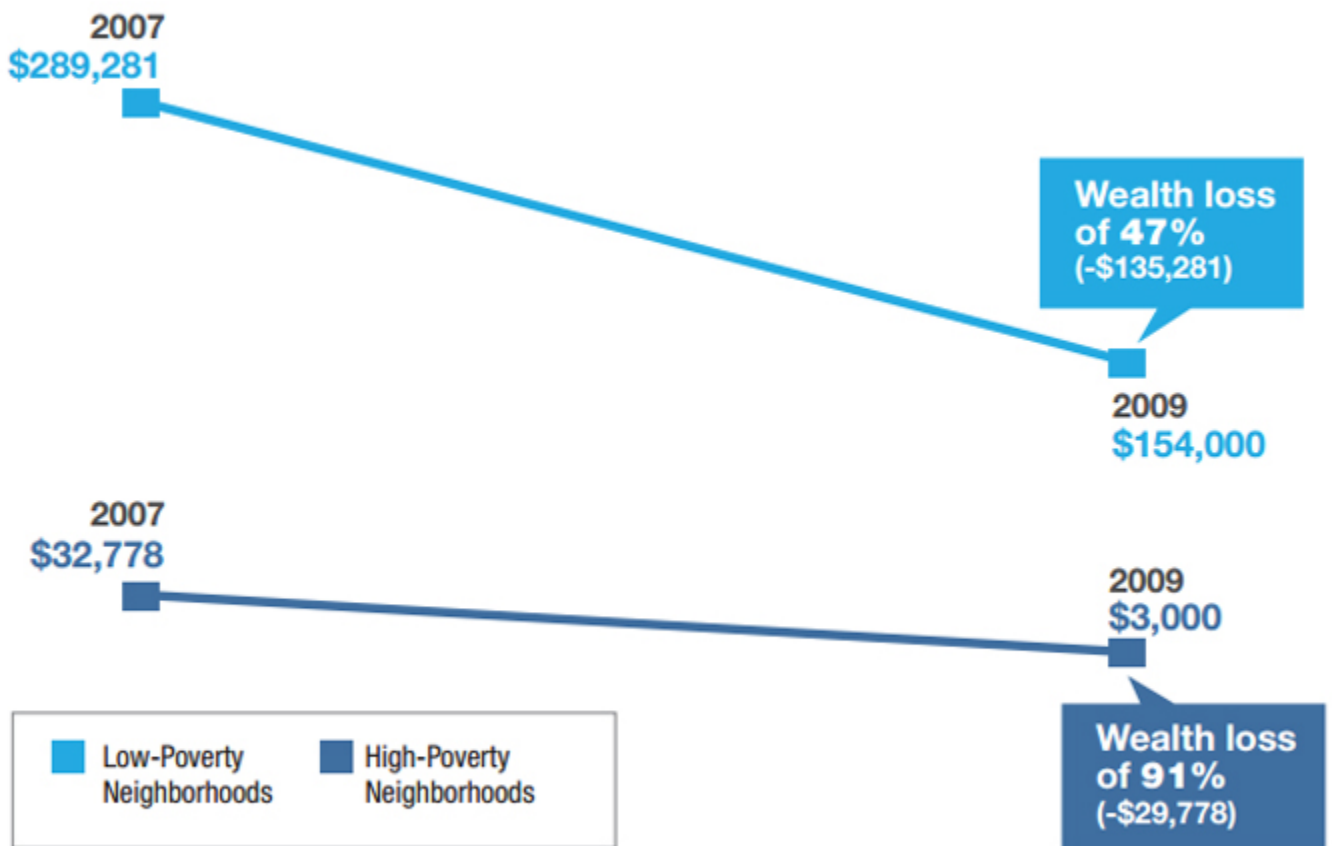 2007
$289,281
Wealth loss
of 47%
(-$135,281)
2009
$154,000
2007
$32,778
2009
$3,000
Wealth loss
of 91%
(-$29,778)
Low-Poverty
Neighborhoods
High-Poverty
Neighborhoods